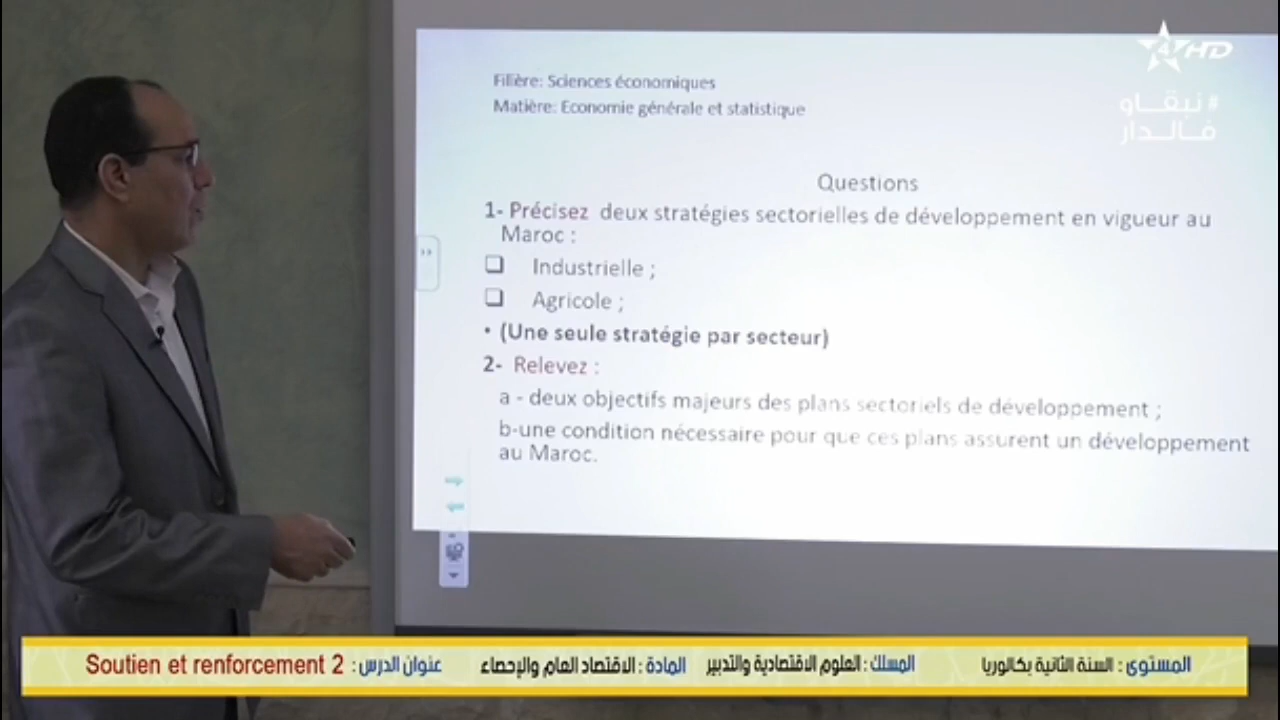 4 HD
# نبقاو
فالدار
Filière: Sciences économiques
Matière: Economie générale et statistique
Questions
1- Précisez deux stratégies sectorielles de développement en vigueur au
Maroc :
❑ Industrielle ;
❑ Agricole ;
• (Une seule stratégie par secteur)
2- Relevez :
a - deux objectifs majeurs des plans sectoriels de développement ;
b-une condition nécessaire pour que ces plans assurent un développement
au Maroc.
المستوى : السنة الثانية بكالوريا المسلك : العلوم الاقتصادية والتدبير المادة : الاقتصاد العام والإحصاء عنوان الدرس : Soutien et renforcement 2